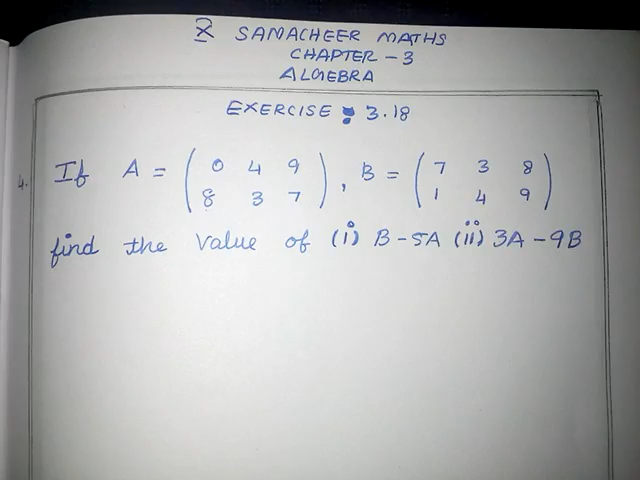 X SAMACHEER MATHS
CHAPTER - 3
ALGEBRA
EXERCISE : 3.18
4. If A = ( 0 4 9 ) , B = ( 7 3 8 )
8 3 7 1 4 9
find the value of (i) B - 5A (ii) 3A - 9B